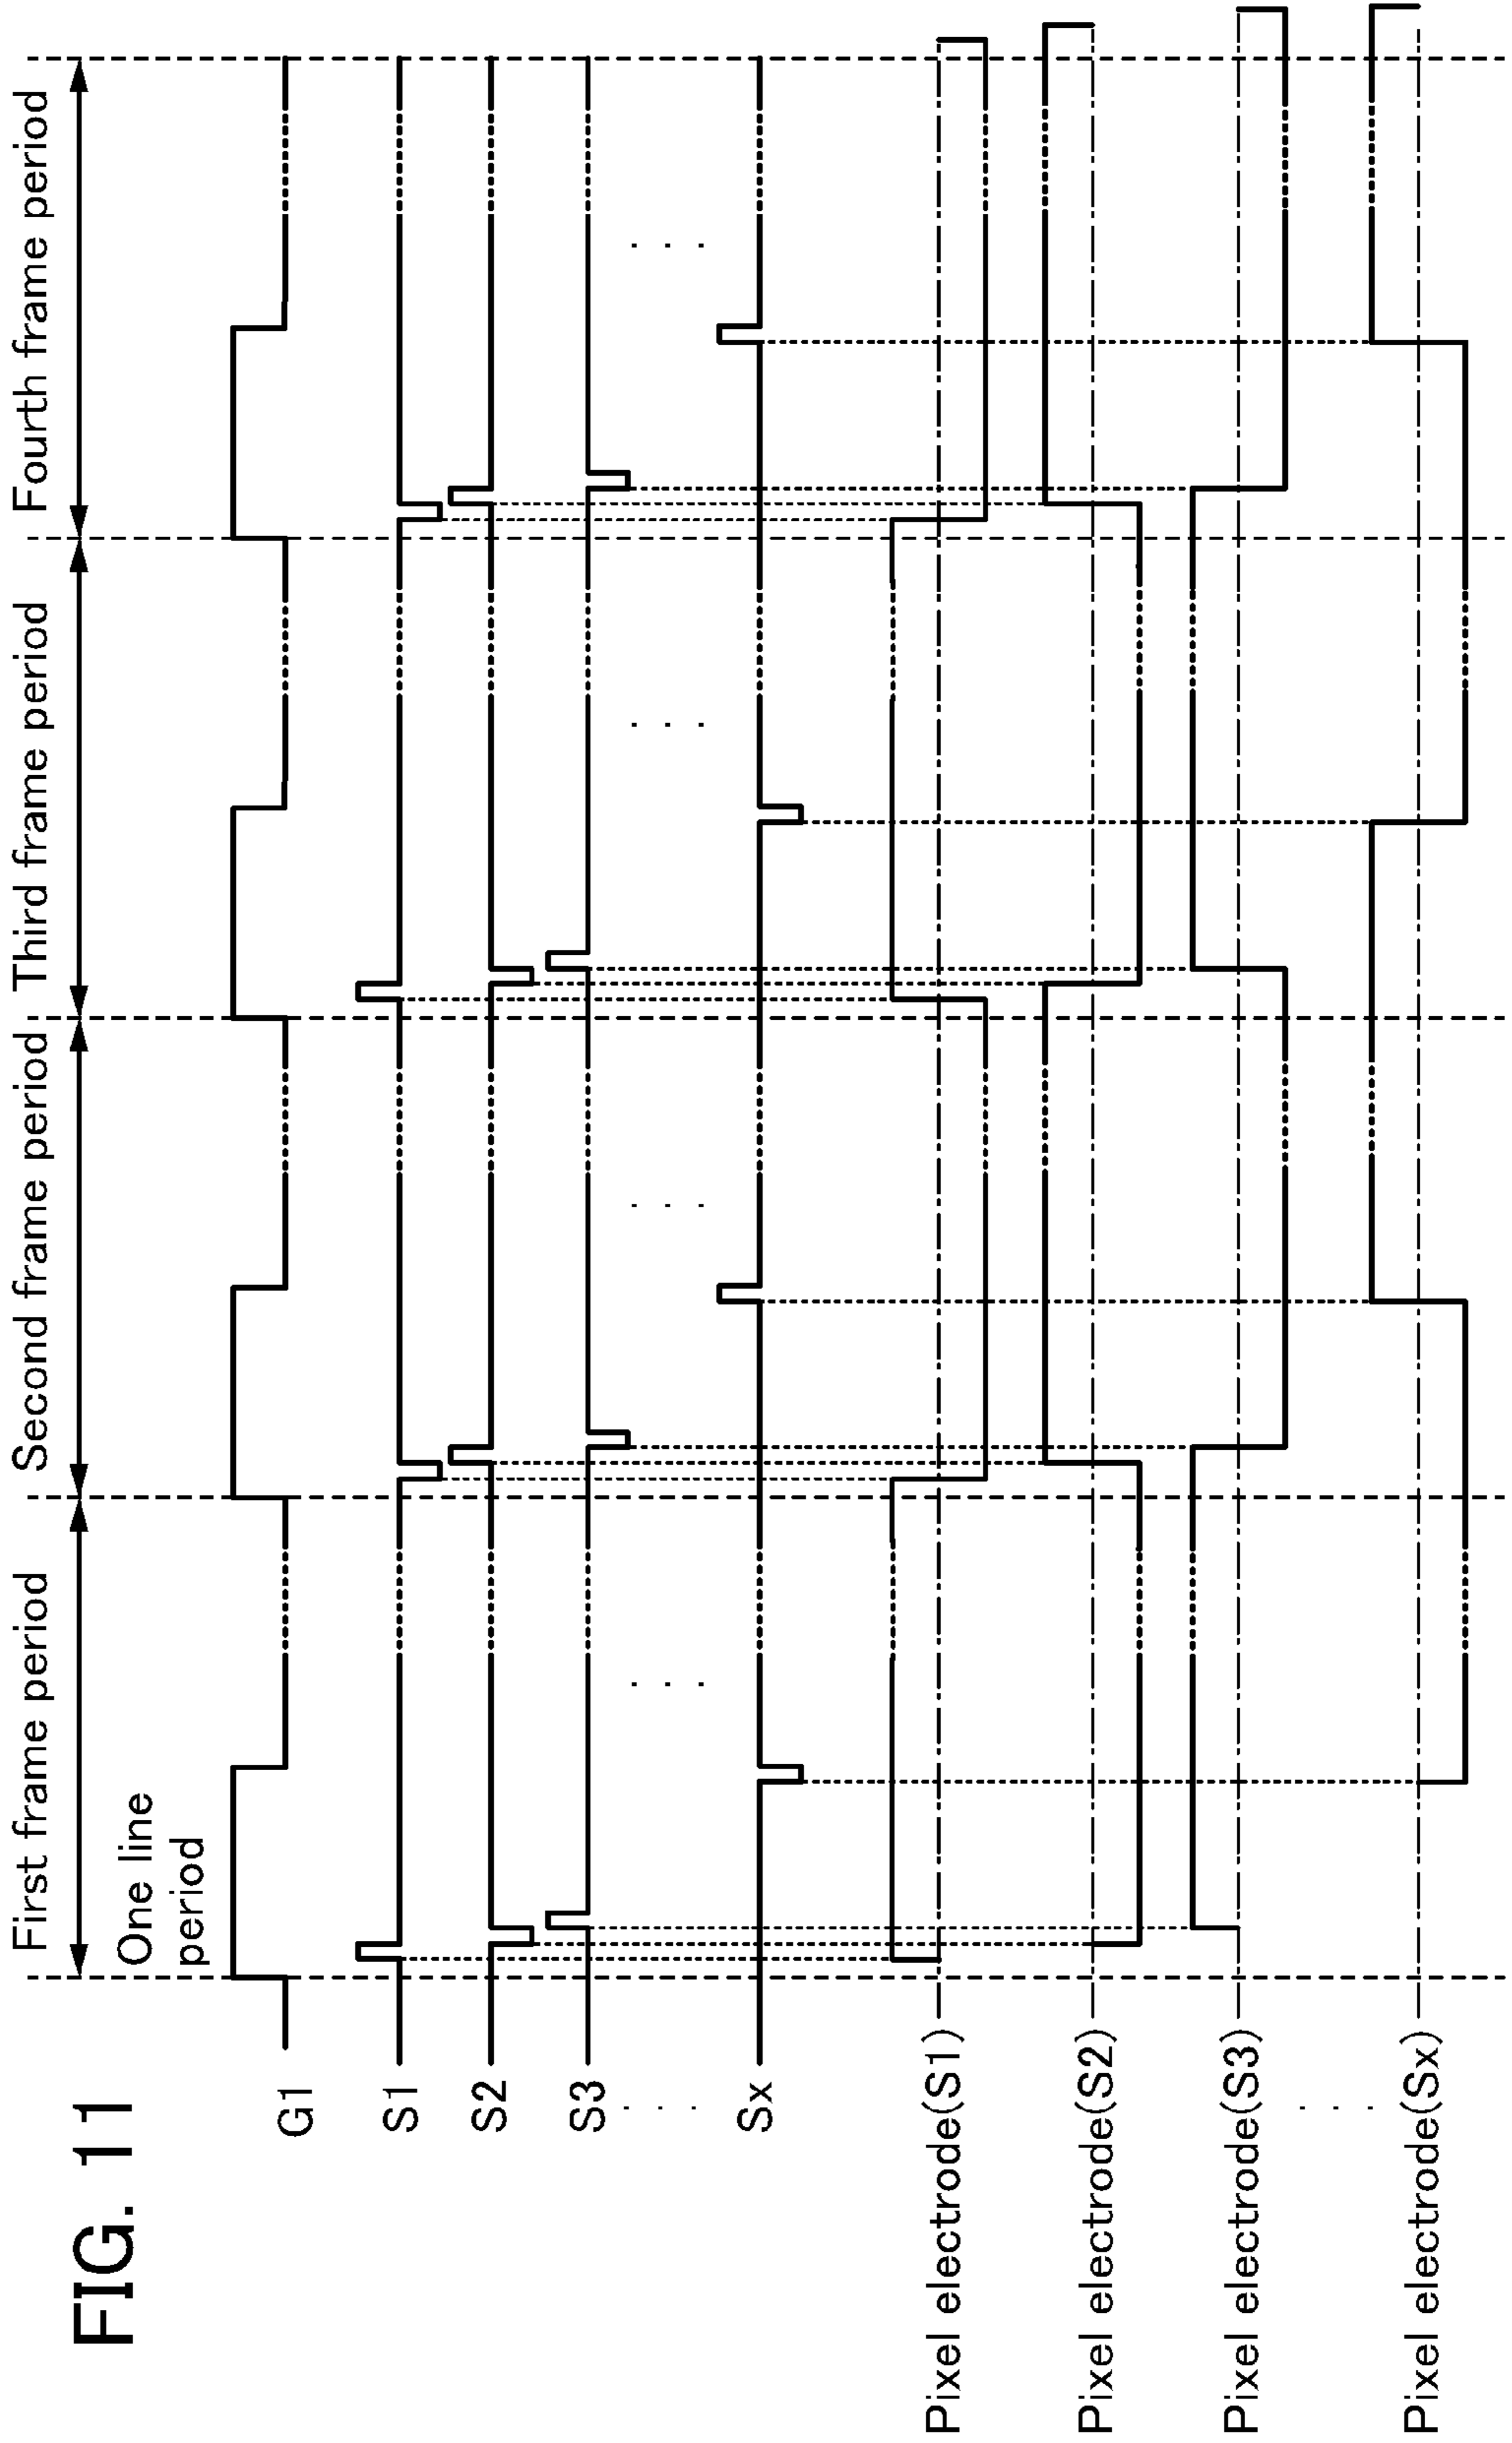 FIG. 11
First frame period
Second frame period
Third frame period
Fourth frame period
One line
period
G1
S1
S2
S3
. . .
Sx
Pixel electrode(S1)
Pixel electrode(S2)
Pixel electrode(S3)
. . .
Pixel electrode(Sx)